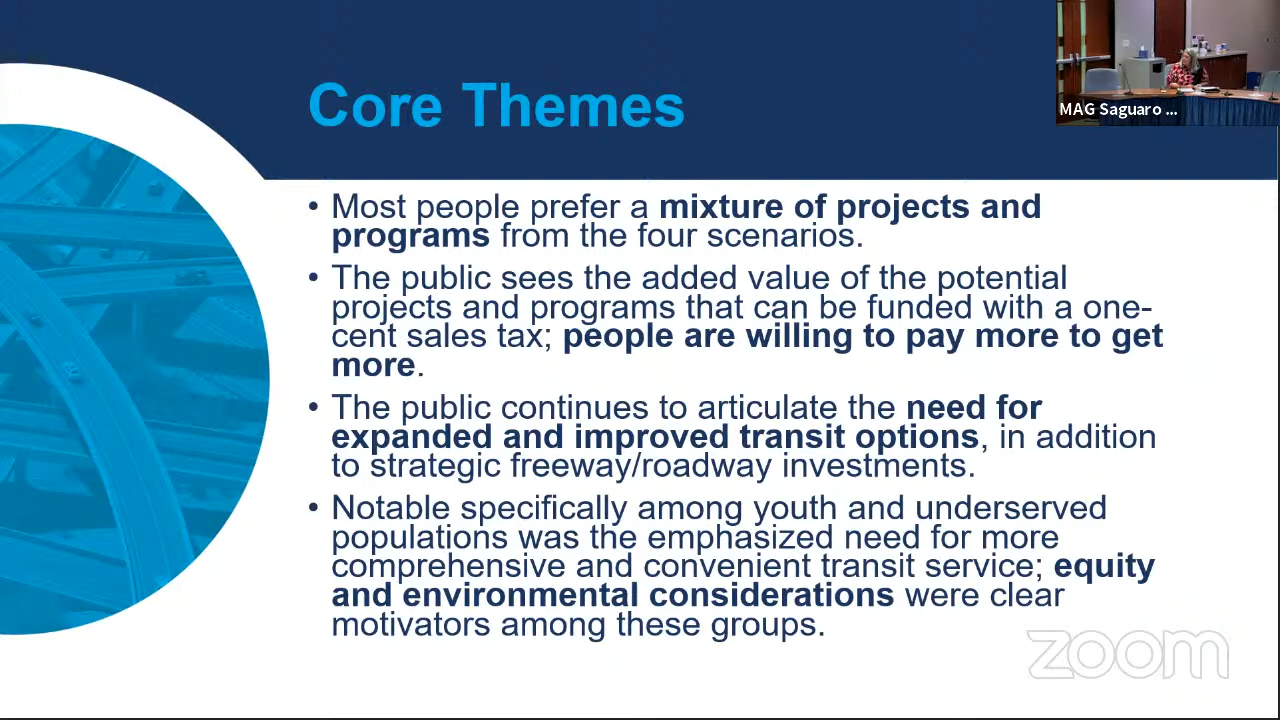 Core Themes
MAG Saguaro ...
• Most people prefer a mixture of projects and
programs from the four scenarios.
• The public sees the added value of the potential
projects and programs that can be funded with a one-
cent sales tax; people are willing to pay more to get
more.
• The public continues to articulate the need for
expanded and improved transit options, in addition
to strategic freeway/roadway investments.
• Notable specifically among youth and underserved
populations was the emphasized need for more
comprehensive and convenient transit service; equity
and environmental considerations were clear
motivators among these groups.
zoom